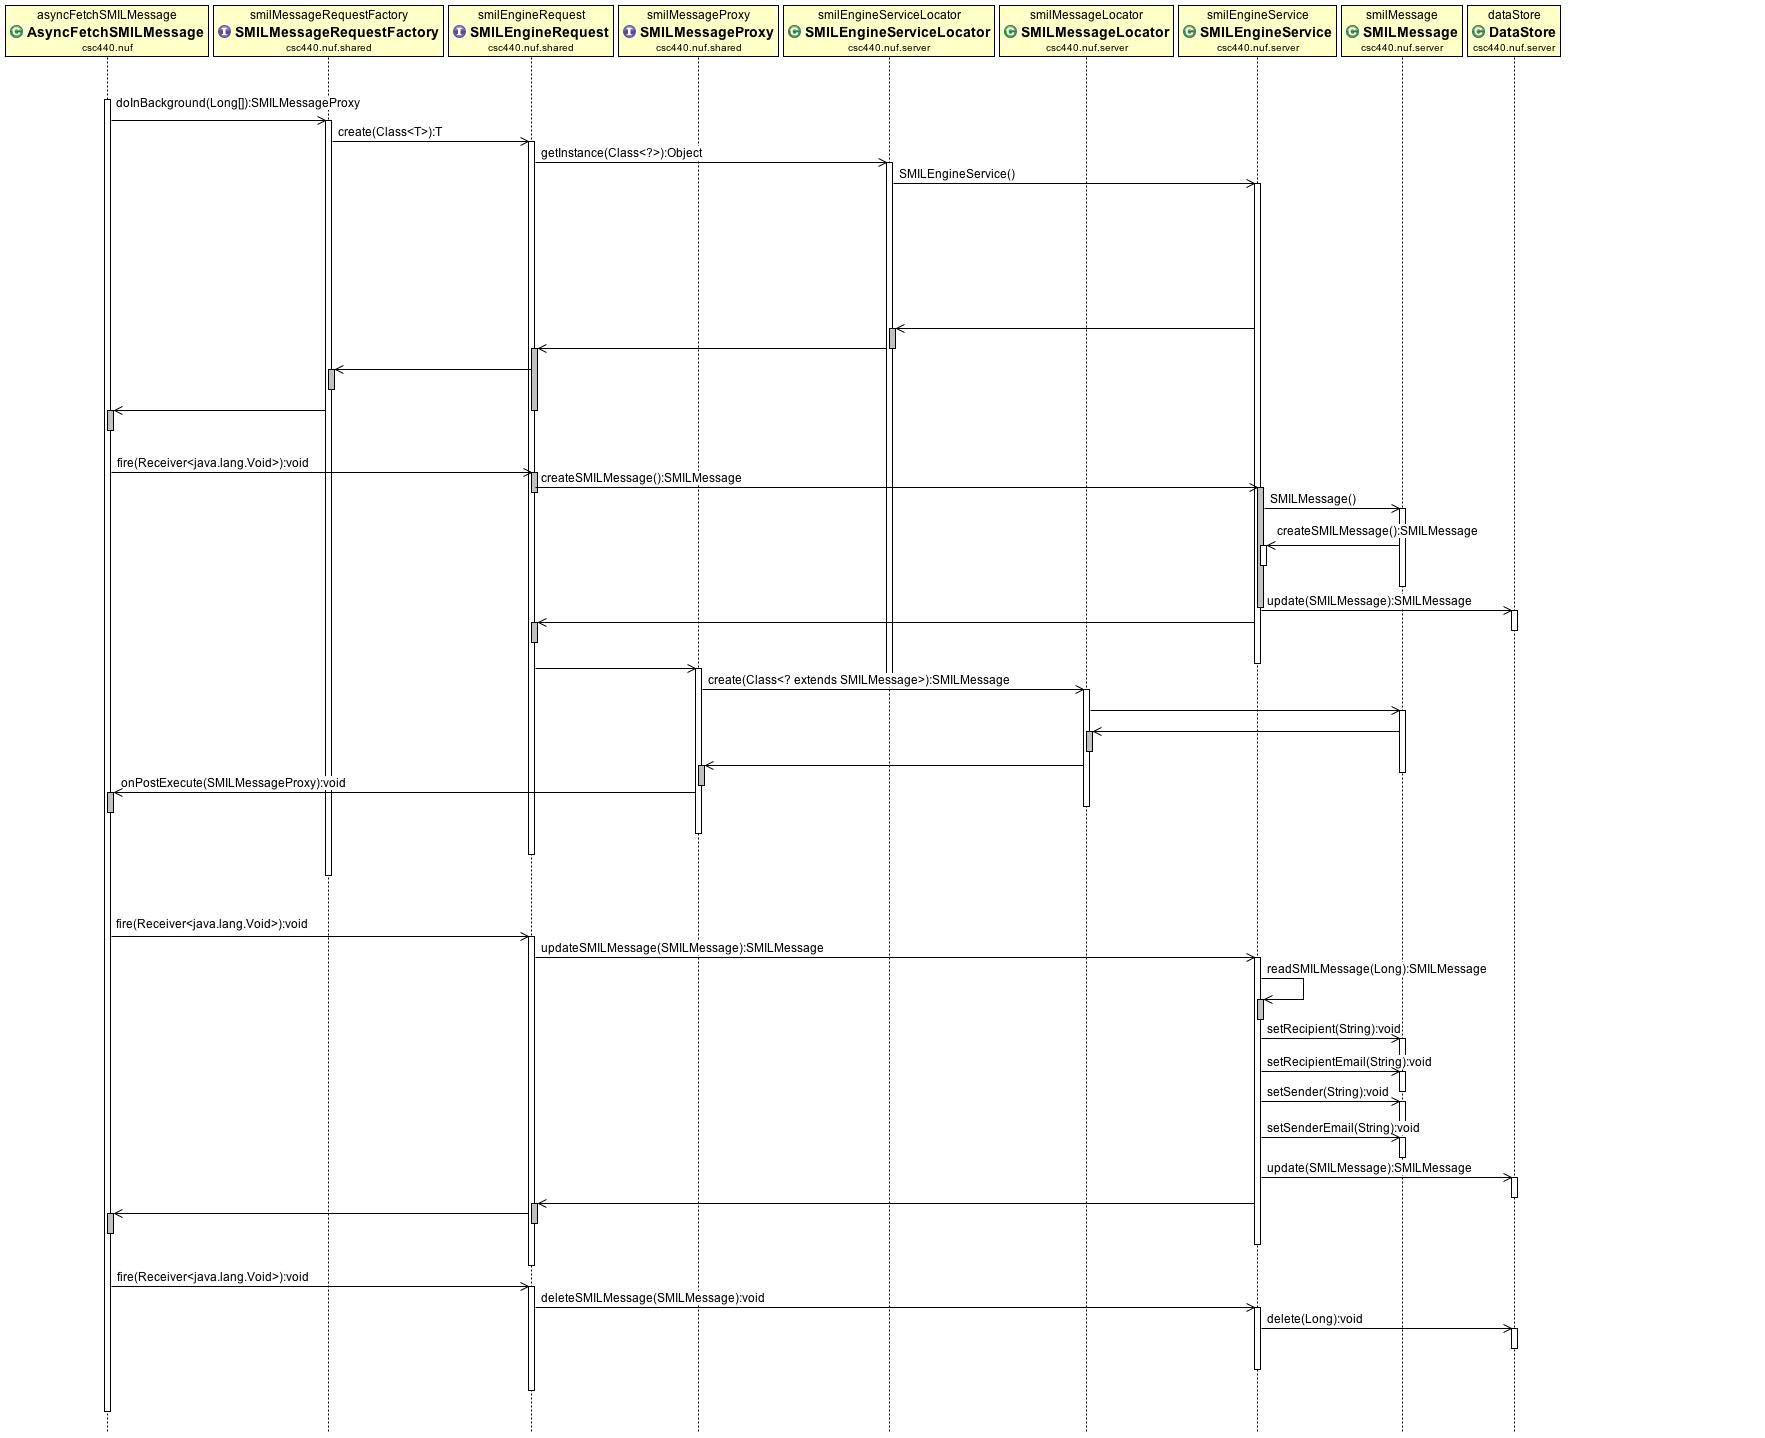 asyncFetchSMILMessage
C AsyncFetchSMILMessage
csc440.nuf
smilMessageRequestFactory
I SMILMessageRequestFactory
csc440.nuf.shared
smilEngineRequest
I SMILEngineRequest
csc440.nuf.shared
smilMessageProxy
I SMILMessageProxy
csc440.nuf.shared
smilEngineServiceLocator
C SMILEngineServiceLocator
csc440.nuf.server
smilMessageLocator
C SMILMessageLocator
csc440.nuf.server
smilEngineService
C SMILEngineService
csc440.nuf.server
smilMessage
C SMILMessage
csc440.nuf.server
dataStore
C DataStore
csc440.nuf.server
doInBackground(Long[]):SMILMessageProxy
create(Class<T>):T
getInstance(Class<?>):Object
SMILEngineService()
fire(Receiver<java.lang.Void>):void
createSMILMessage():SMILMessage
SMILMessage()
createSMILMessage():SMILMessage
update(SMILMessage):SMILMessage
create(Class<? extends SMILMessage>):SMILMessage
onPostExecute(SMILMessageProxy):void
fire(Receiver<java.lang.Void>):void
updateSMILMessage(SMILMessage):SMILMessage
readSMILMessage(Long):SMILMessage
setRecipient(String):void
setRecipientEmail(String):void
setSender(String):void
setSenderEmail(String):void
update(SMILMessage):SMILMessage
fire(Receiver<java.lang.Void>):void
deleteSMILMessage(SMILMessage):void
delete(Long):void